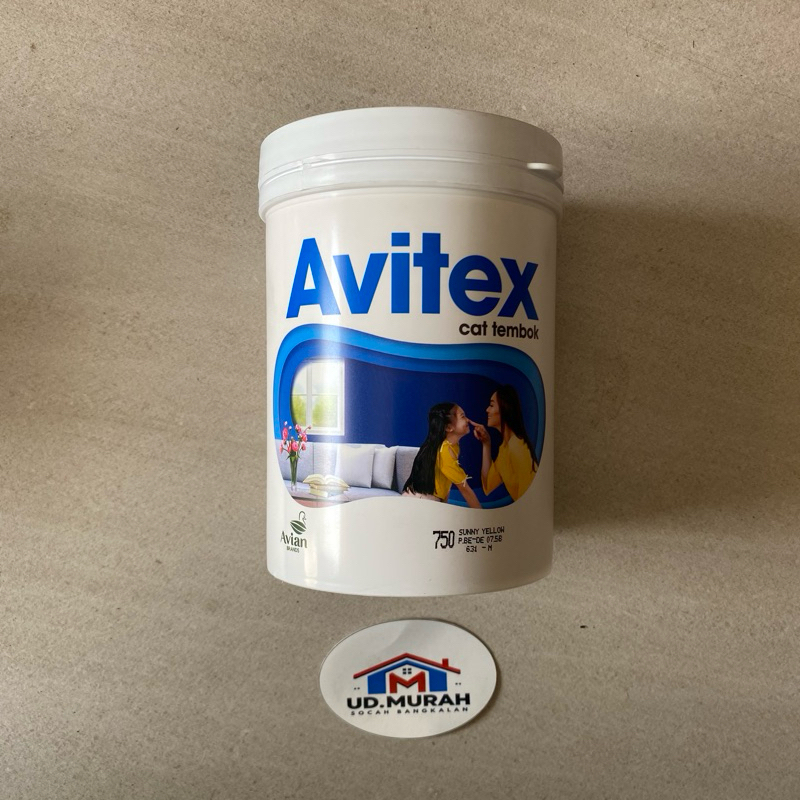 Avitex
cat tembok
Avian
BRANDS
750 SUNNY YELLOW
P.BE-DE 07.58
631 - M
UD.MURAH
SOCAH BANGKALAN